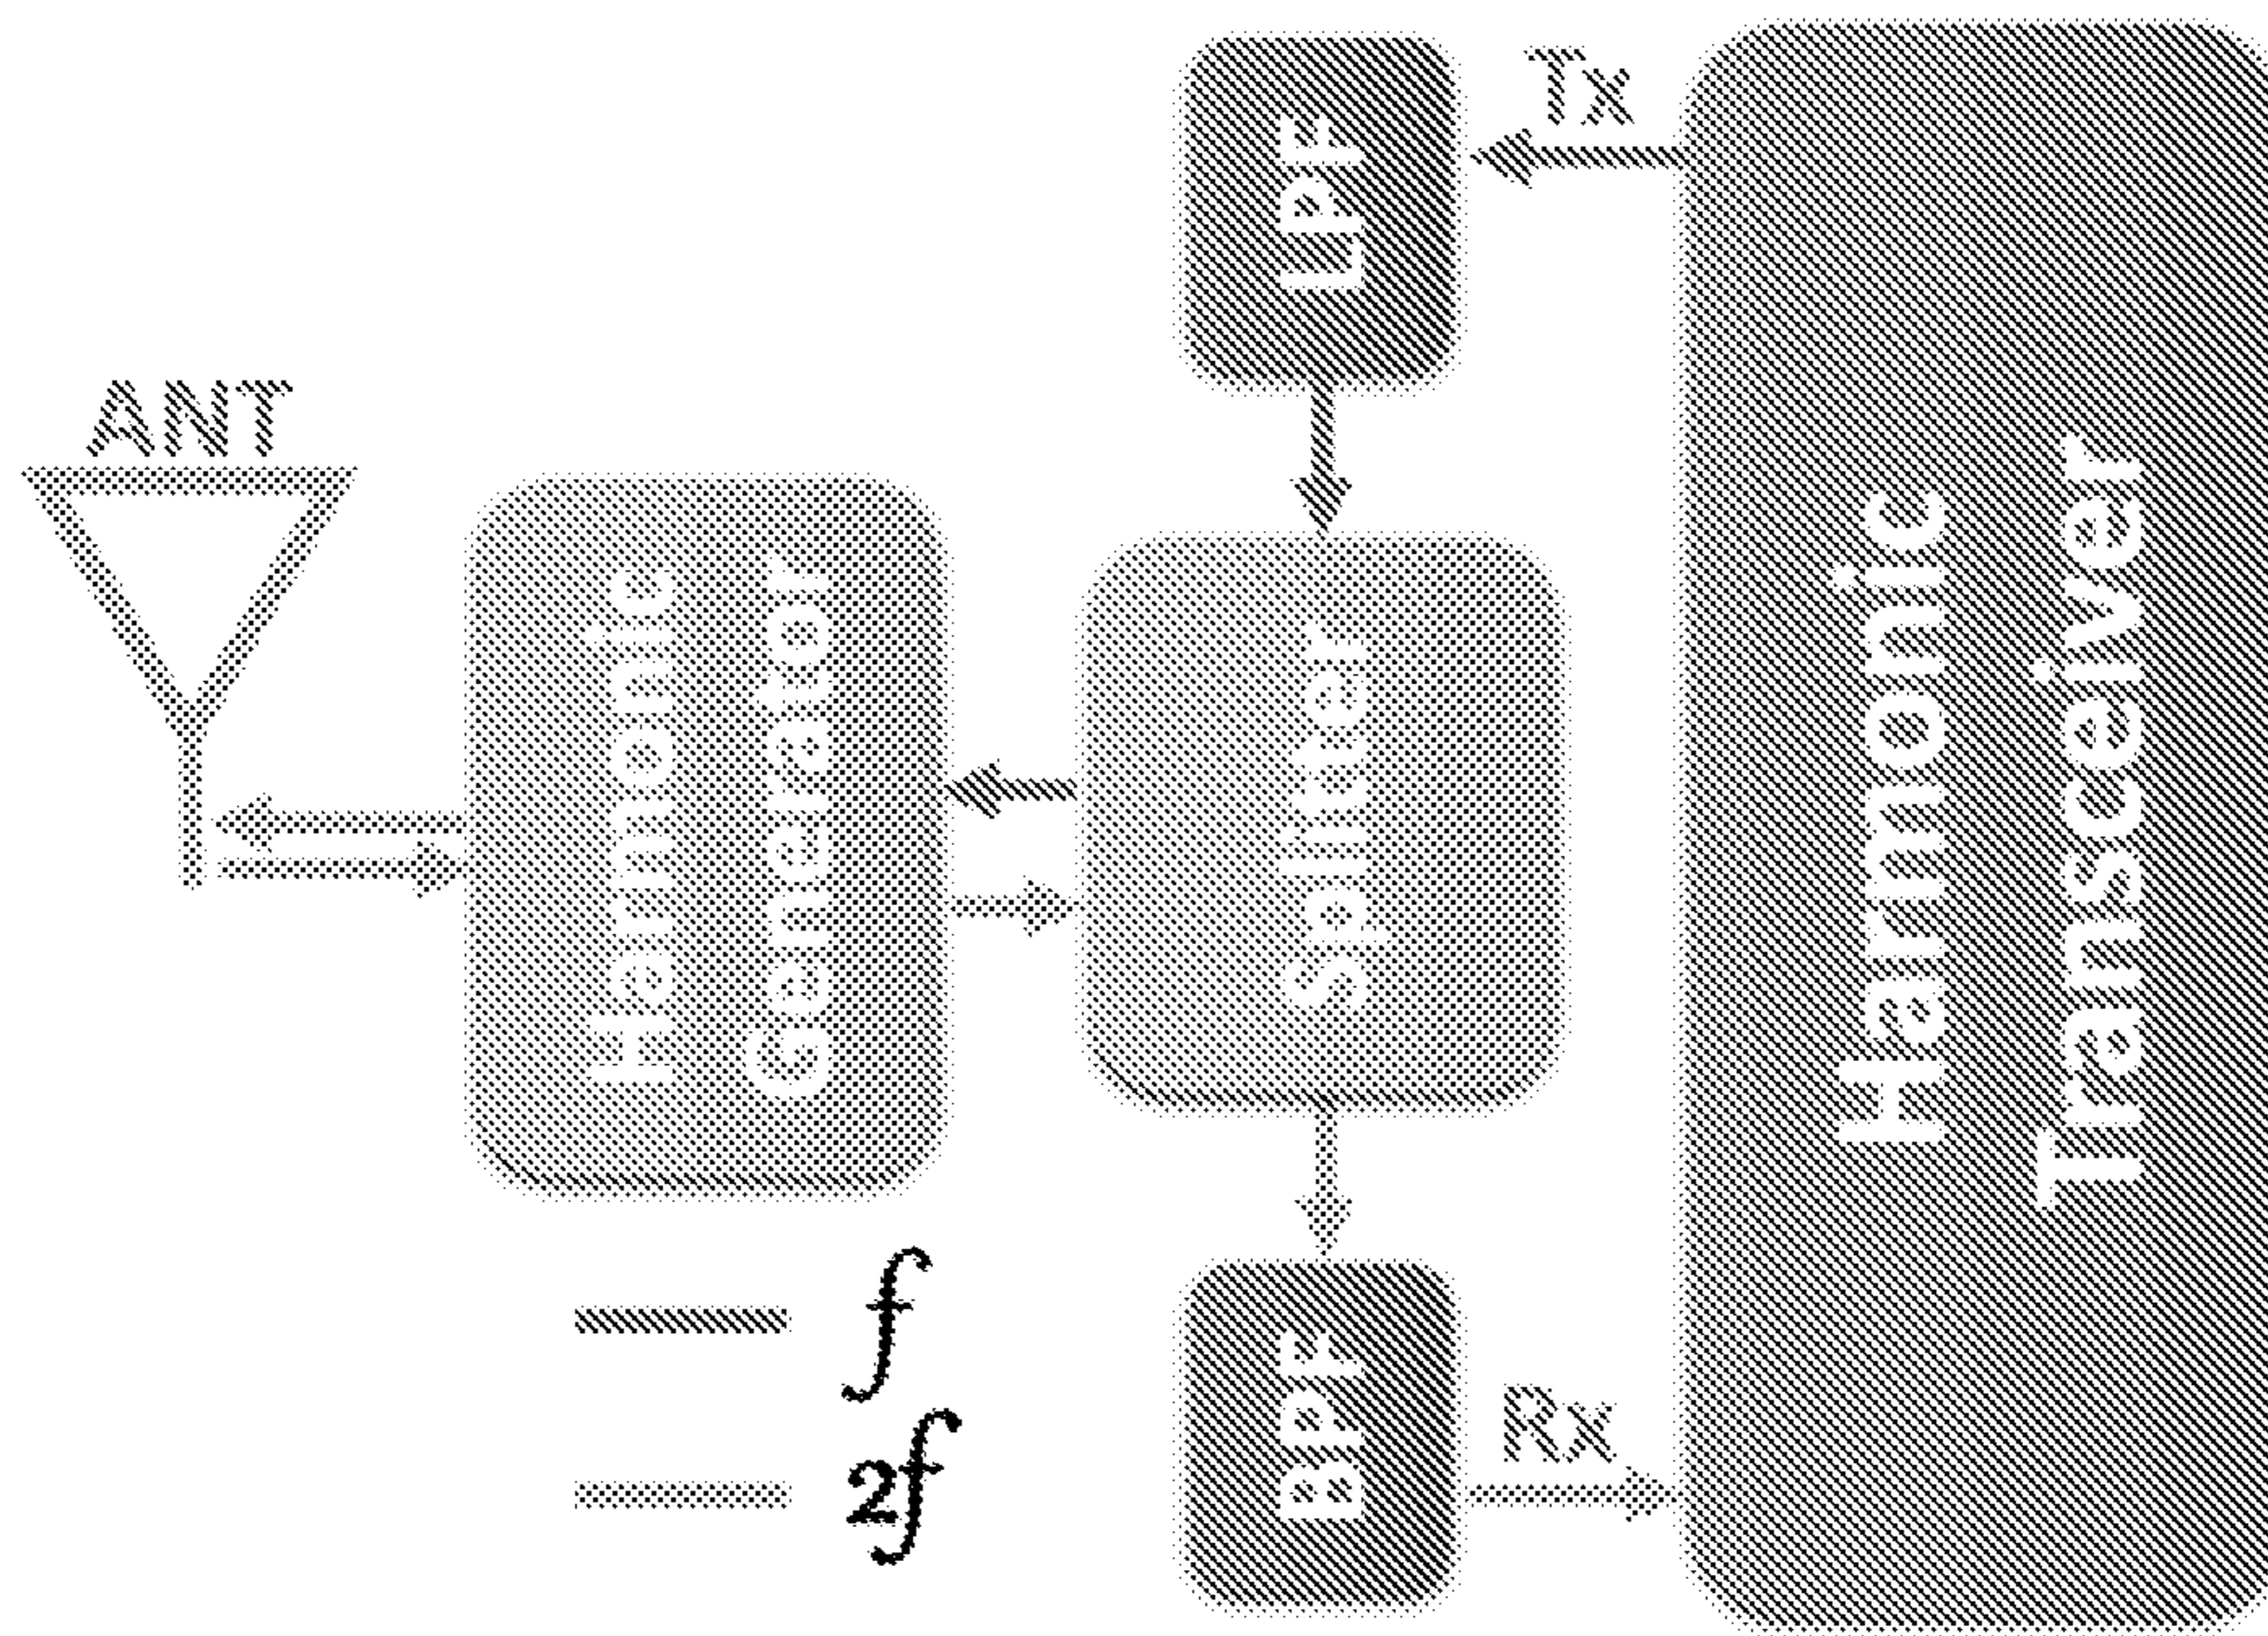 ANT
Harmonic
Generator
LPF
Splitter
BPF
Tx
Rx
Harmonic
Transceiver
f
2f